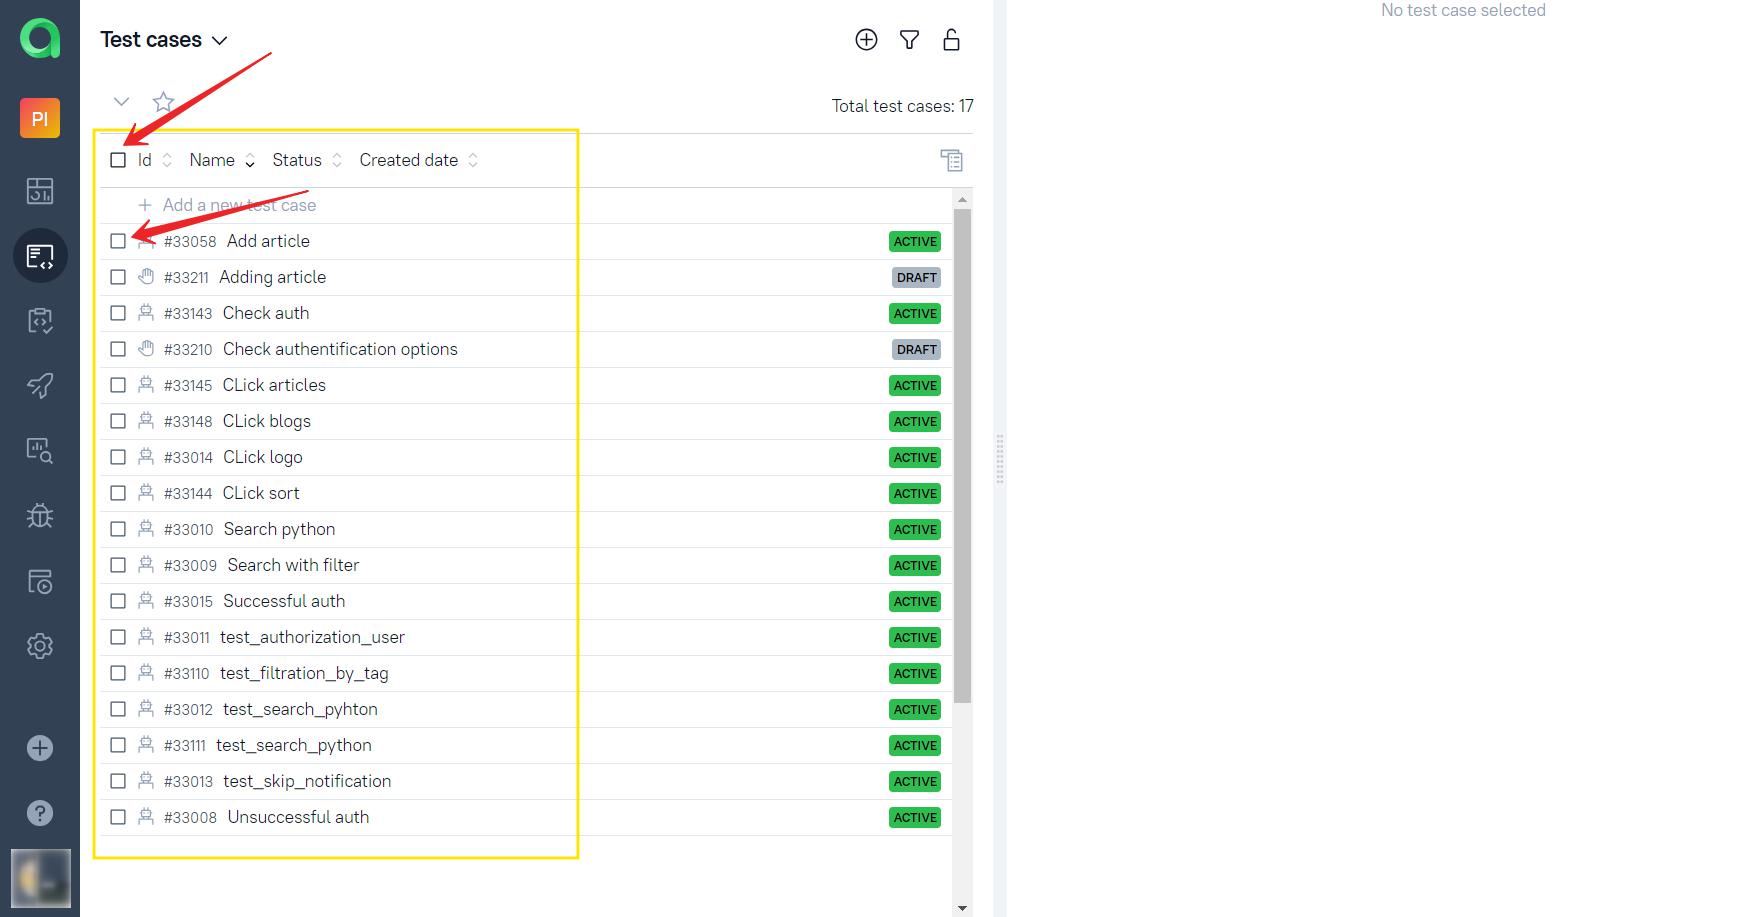 Test cases
No test case selected
PI
Total test cases: 17
Id Name Status Created date
Add a new test case
#33058 Add article ACTIVE
#33211 Adding article DRAFT
#33143 Check auth ACTIVE
#33210 Check authentification options DRAFT
#33145 CLick articles ACTIVE
#33148 CLick blogs ACTIVE
#33014 CLick logo ACTIVE
#33144 CLick sort ACTIVE
#33010 Search python ACTIVE
#33009 Search with filter ACTIVE
#33015 Successful auth ACTIVE
#33011 test_authorization_user ACTIVE
#33110 test_filtration_by_tag ACTIVE
#33012 test_search_pyhton ACTIVE
#33111 test_search_python ACTIVE
#33013 test_skip_notification ACTIVE
#33008 Unsuccessful auth ACTIVE